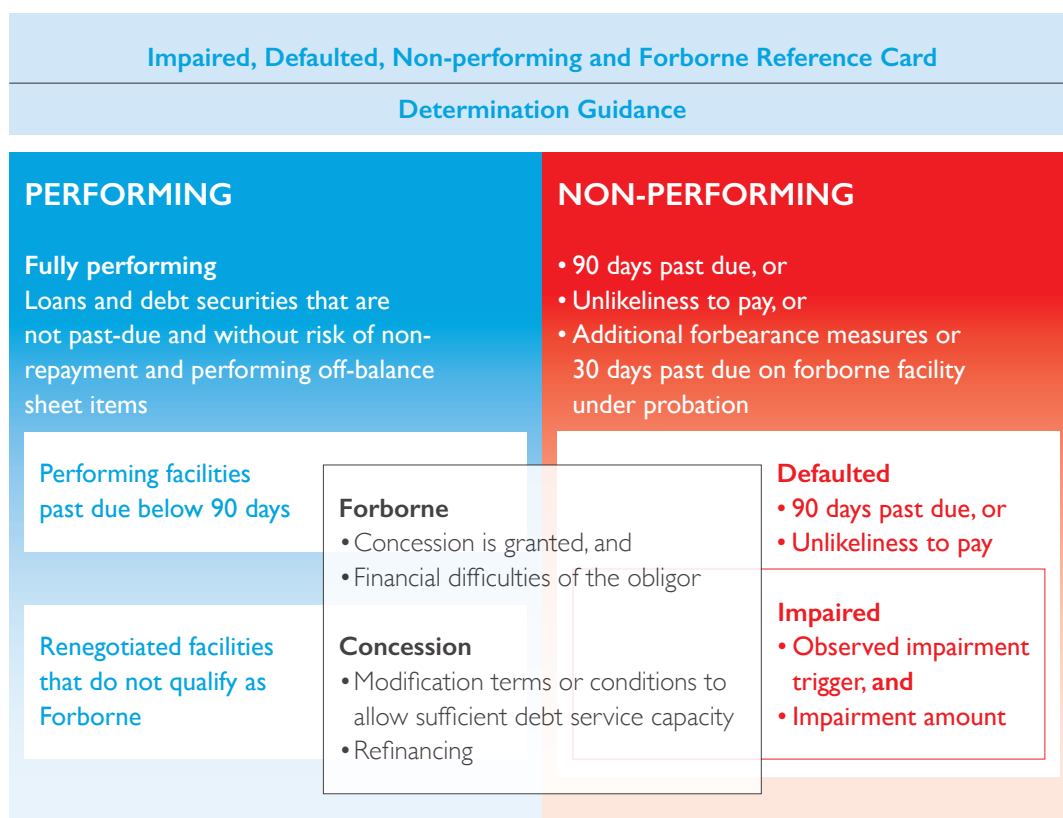 Impaired, Defaulted, Non-performing and Forborne Reference Card
Determination Guidance
PERFORMING
Fully performing
Loans and debt securities that are
not past-due and without risk of non-
repayment and performing off-balance
sheet items
Performing facilities
past due below 90 days
Renegotiated facilities
that do not qualify as
Forborne
Forborne
• Concession is granted, and
• Financial difficulties of the obligor
Concession
• Modification terms or conditions to
allow sufficient debt service capacity
• Refinancing
NON-PERFORMING
• 90 days past due, or
• Unlikeliness to pay, or
• Additional forbearance measures or
30 days past due on forborne facility
under probation
Defaulted
• 90 days past due, or
• Unlikeliness to pay
Impaired
• Observed impairment
trigger, and
• Impairment amount